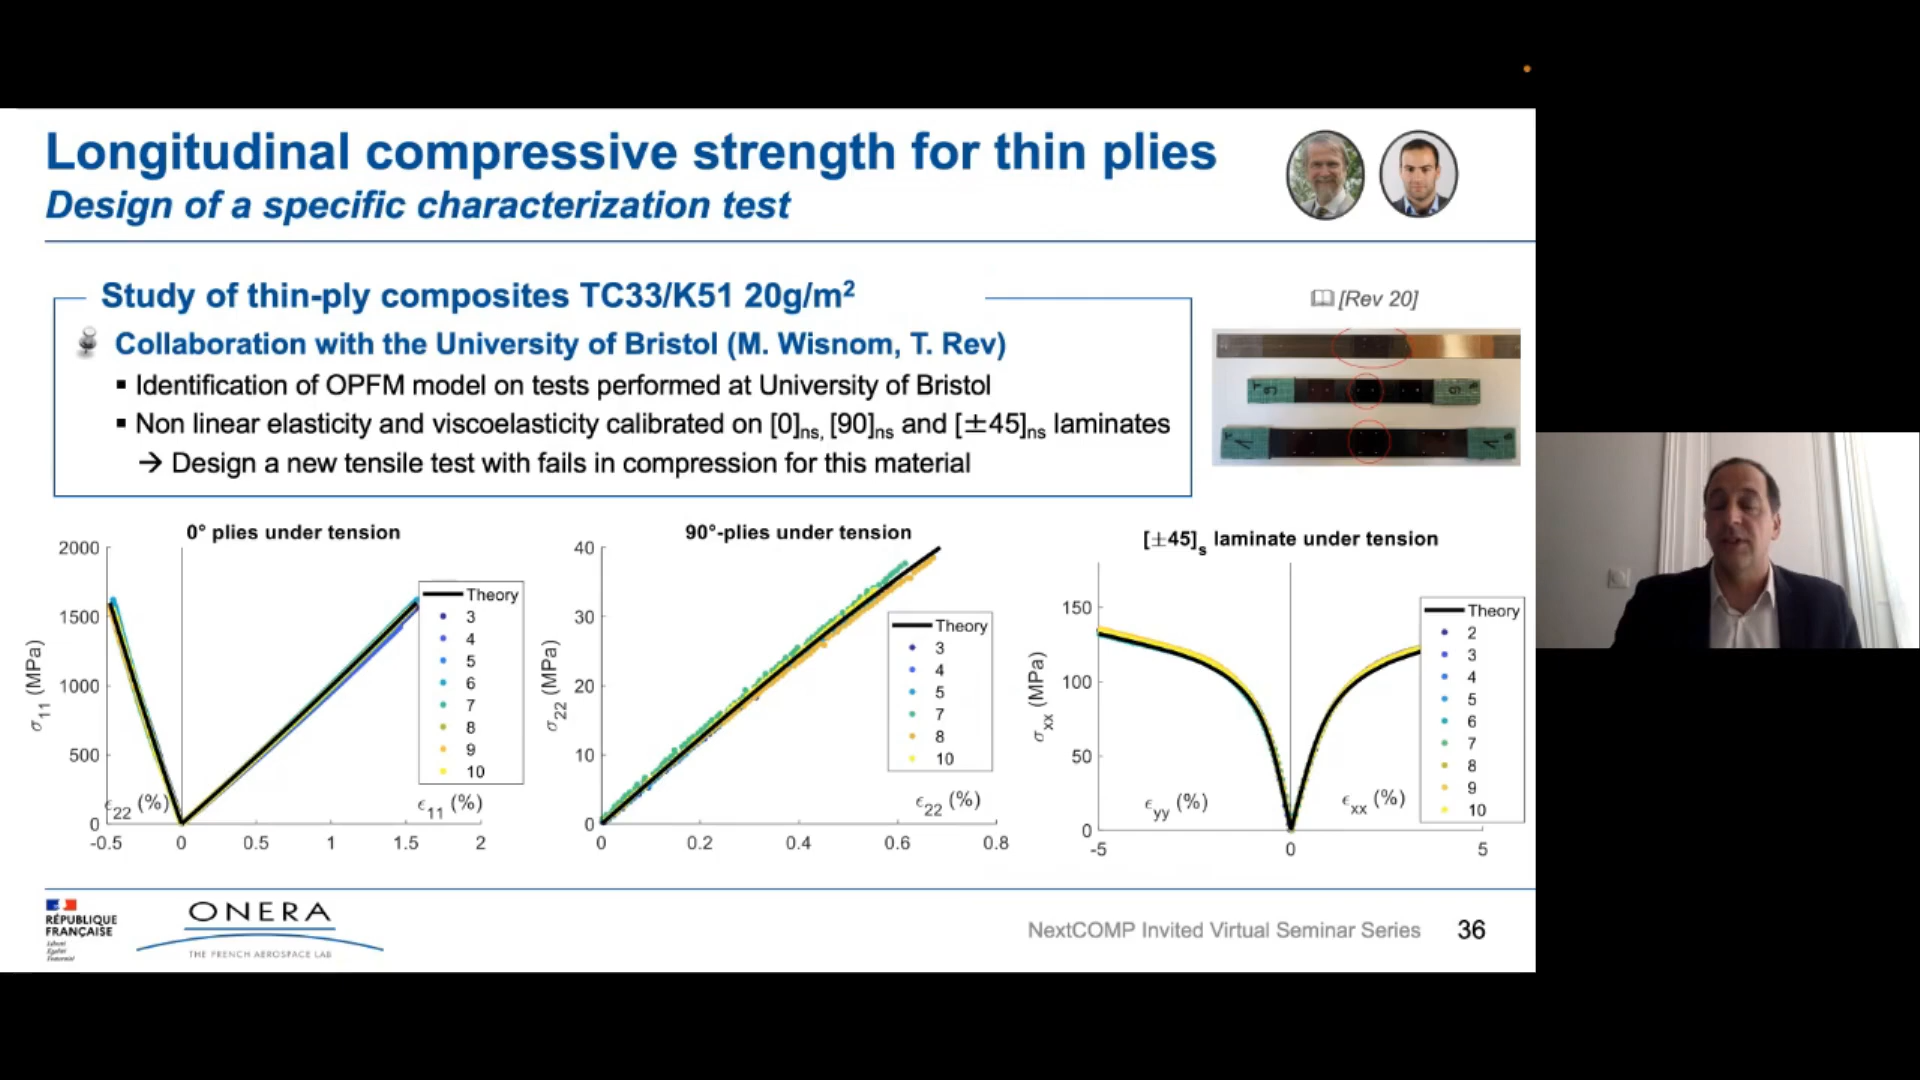 Longitudinal compressive strength for thin plies
Design of a specific characterization test
Study of thin-ply composites TC33/K51 20g/m²
[Rev 20]
Collaboration with the University of Bristol (M. Wisnom, T. Rev)
▪ Identification of OPFM model on tests performed at University of Bristol
▪ Non linear elasticity and viscoelasticity calibrated on [0]ns, [90]ns and [±45]ns laminates
→ Design a new tensile test with fails in compression for this material
0° plies under tension
2000
1500
1000
500
0
σ11 (MPa)
-0.5
0
0.5
1
1.5
2
ϵ22 (%)
ϵ11 (%)
Theory
3
4
5
6
7
8
9
10
90°-plies under tension
40
30
20
10
0
σ22 (MPa)
0
0.2
0.4
0.6
0.8
ϵ22 (%)
Theory
3
4
5
7
8
10
[±45]s laminate under tension
150
100
50
0
σxx (MPa)
-5
0
5
ϵyy (%)
ϵxx (%)
Theory
2
3
4
5
6
7
8
9
10
RÉPUBLIQUE
FRANÇAISE
Liberté
Égalité
Fraternité
ONERA
THE FRENCH AEROSPACE LAB
NextCOMP Invited Virtual Seminar Series 36